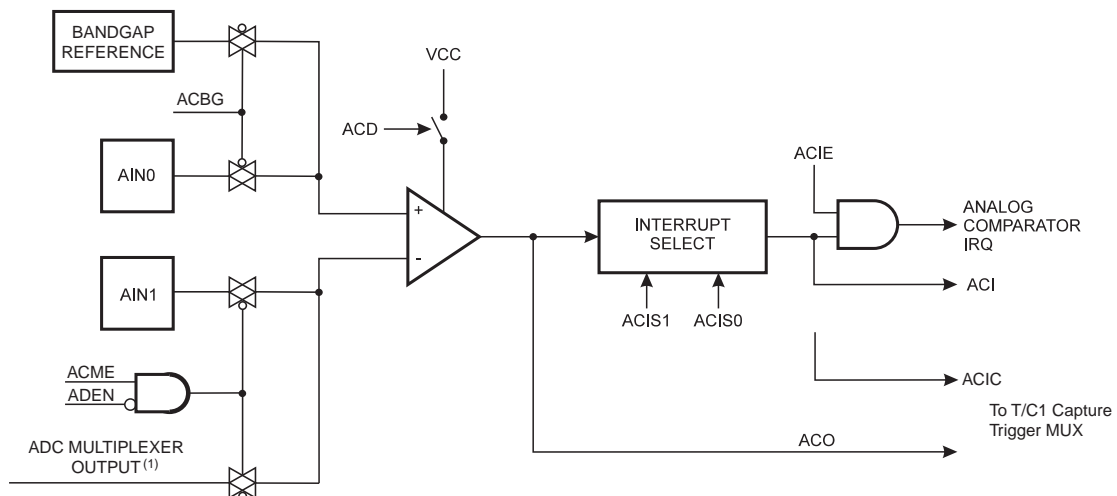 BANDGAP
REFERENCE
VCC
ACBG
ACD
AIN0
ACIE
+
INTERRUPT
SELECT
ANALOG
COMPARATOR
IRQ
-
AIN1
ACI
ACIS1
ACIS0
ACME
ADEN
ACIC
To T/C1 Capture
Trigger MUX
ACO
ADC MULTIPLEXER
OUTPUT (1)